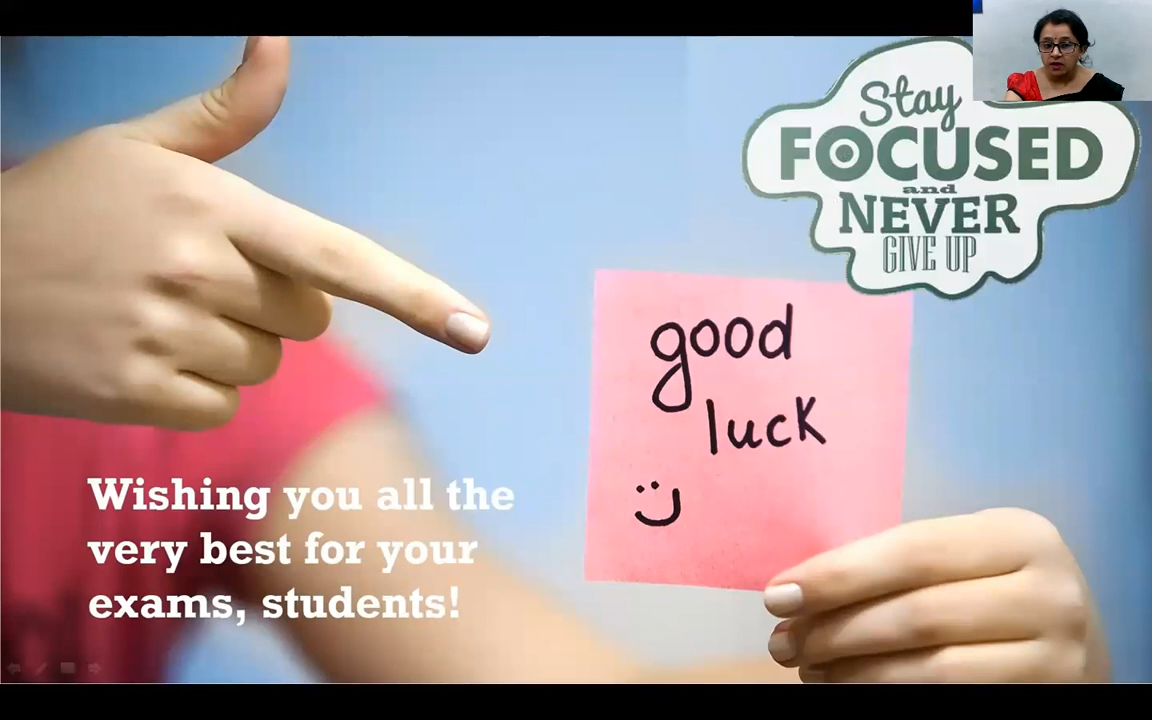 Stay
FOCUSED
and
NEVER
GIVE UP
good
luck
Wishing you all the
very best for your
exams, students!